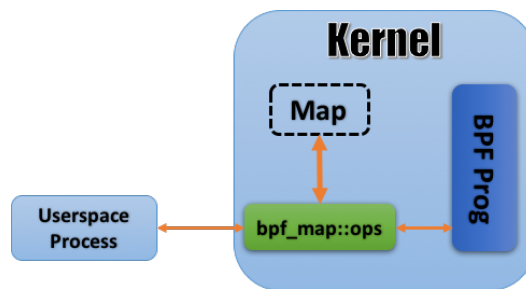 Kernel
Map
BPF Prog
Userspace
Process
bpf_map::ops